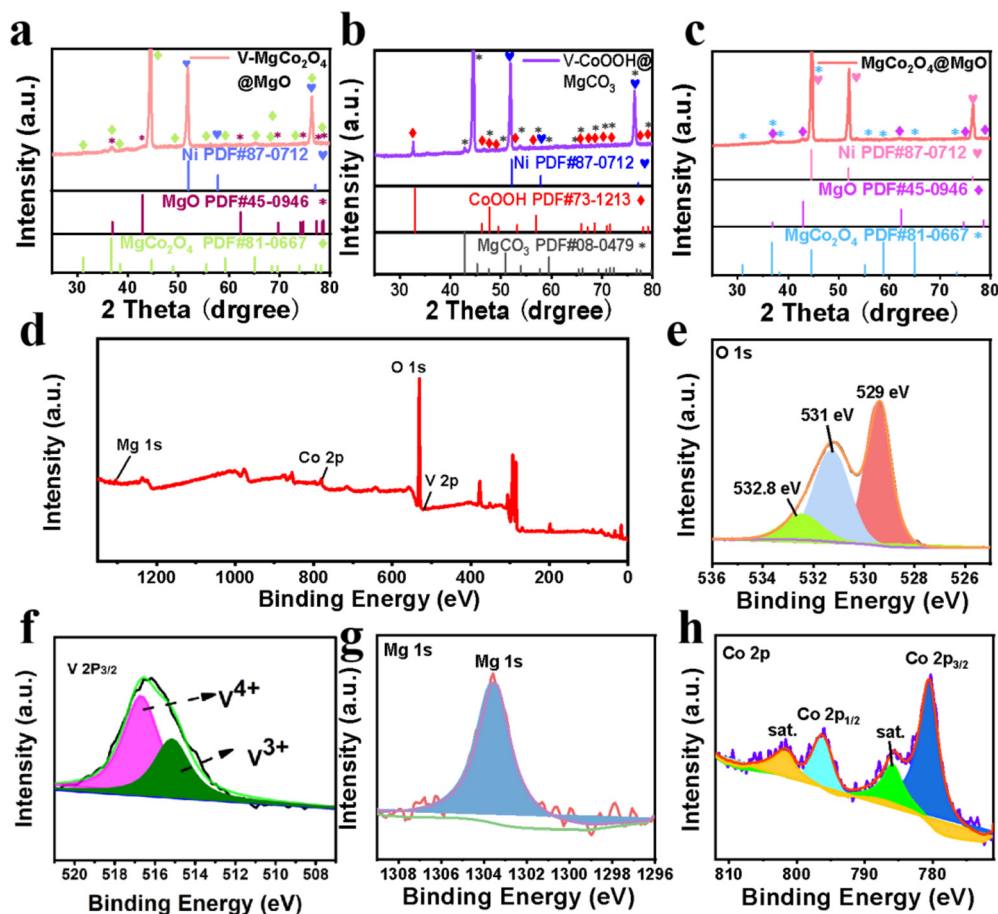 a
V-MgCo₂O₄
@MgO
Ni PDF#87-0712 ♥
MgO PDF#45-0946 *
MgCo₂O₄ PDF#81-0667 ♦
Intensity (a.u.)
30 40 50 60 70 80
2 Theta (drgree)
b
V-CoOOH@
MgCO₃
Ni PDF#87-0712 ♥
CoOOH PDF#73-1213 ♦
MgCO₃ PDF#08-0479 *
Intensity (a.u.)
30 40 50 60 70 80
2 Theta (drgree)
c
MgCo₂O₄@MgO
Ni PDF#87-0712 ♥
MgO PDF#45-0946 ♦
MgCo₂O₄ PDF#81-0667 *
Intensity (a.u.)
30 40 50 60 70 80
2 Theta (drgree)
d
O 1s
Mg 1s
Co 2p
V 2p
Intensity (a.u.)
1200 1000 800 600 400 200 0
Binding Energy (eV)
e
O 1s
529 eV
531 eV
532.8 eV
Intensity (a.u.)
536 534 532 530 528 526
Binding Energy (eV)
f
V 2P3/2
V⁴⁺
V³⁺
Intensity (a.u.)
520 518 516 514 512 510 508
Binding Energy (eV)
g
Mg 1s
Mg 1s
Intensity (a.u.)
1308 1306 1304 1302 1300 1298 1296
Binding Energy (eV)
h
Co 2p
Co 2p₃/₂
Co 2p₁/₂
sat.
sat.
Intensity (a.u.)
810 800 790 780
Binding Energy (eV)